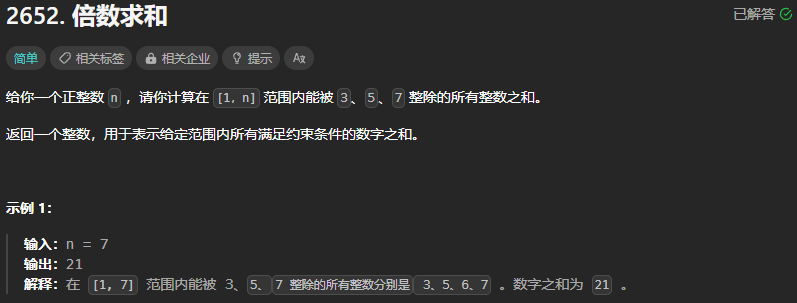 2652. 倍数求和
已解答
简单 相关标签 相关企业 提示 A文
给你一个正整数 n ，请你计算在 [1, n] 范围内能被 3、5、7 整除的所有整数之和。
返回一个整数，用于表示给定范围内所有满足约束条件的数字之和。
示例 1：
输入：n = 7
输出：21
解释：在 [1, 7] 范围内能被 3、5、7 整除的所有整数分别是 3、5、6、7 。数字之和为 21 。